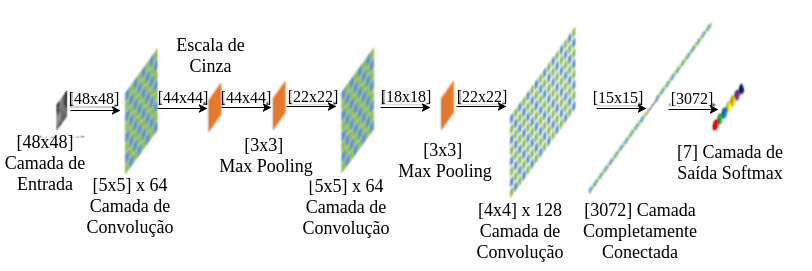 Escala de
Cinza
[48x48]
[44x44]
[44x44]
[22x22]
[18x18]
[22x22]
[15x15]
[3072]
[48x48]
Camada de
Entrada
[5x5] x 64
Camada de
Convolução
[3x3]
Max Pooling
[5x5] x 64
Camada de
Convolução
[3x3]
Max Pooling
[4x4] x 128
Camada de
Convolução
[3072] Camada
Completamente
Conectada
[7] Camada de
Saída Softmax